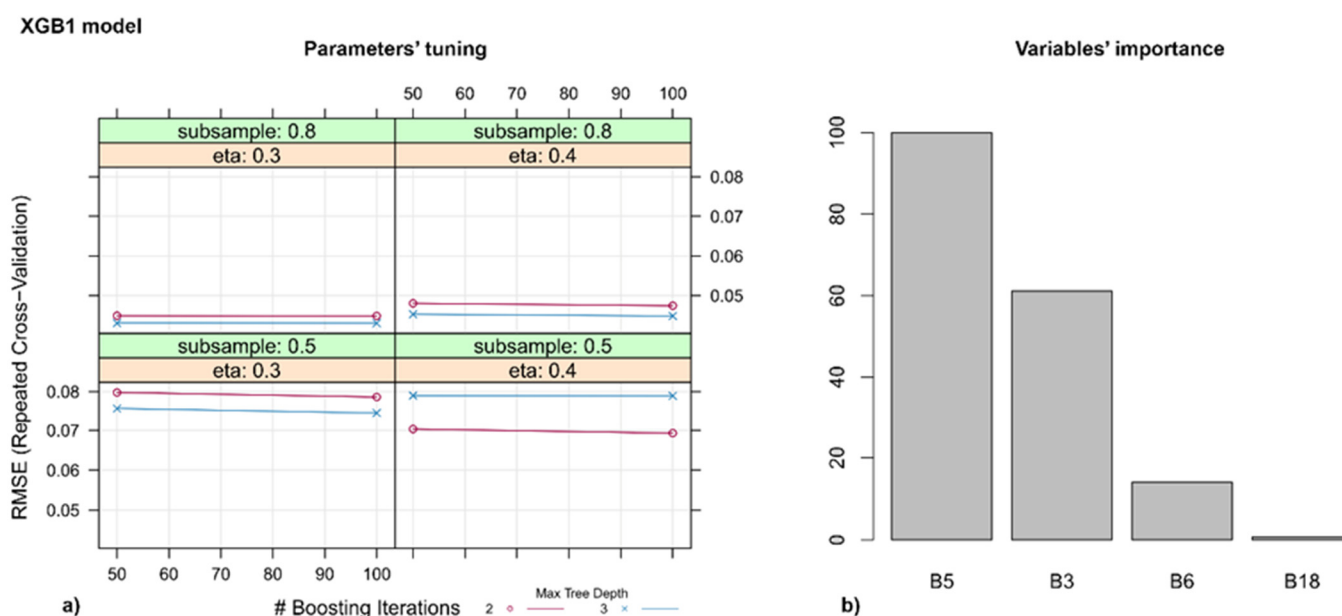 XGB1 model
Parameters' tuning
50 60 70 80 90 100
subsample: 0.8 subsample: 0.8
eta: 0.3 eta: 0.4
0.08
0.07
0.06
0.05
RMSE (Repeated Cross-Validation)
subsample: 0.5 subsample: 0.5
eta: 0.3 eta: 0.4
0.08
0.07
0.06
0.05
50 60 70 80 90 100
# Boosting Iterations
Max Tree Depth
2 3
a)
Variables' importance
100
80
60
40
20
0
B5 B3 B6 B18
b)